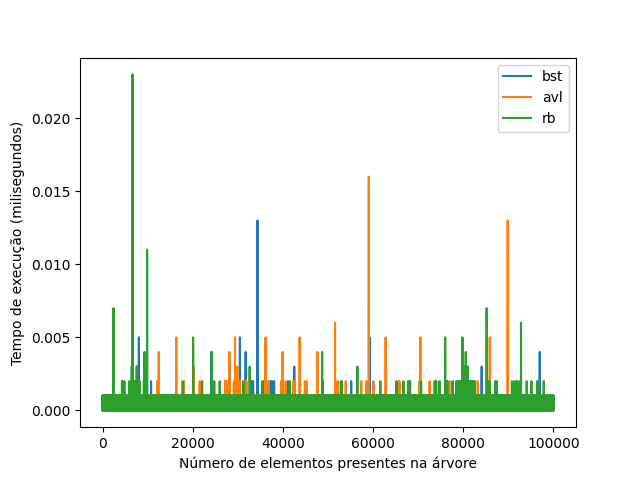 bst
avl
rb
Tempo de execução (milisegundos)
0.020
0.015
0.010
0.005
0.000
0 20000 40000 60000 80000 100000
Número de elementos presentes na árvore